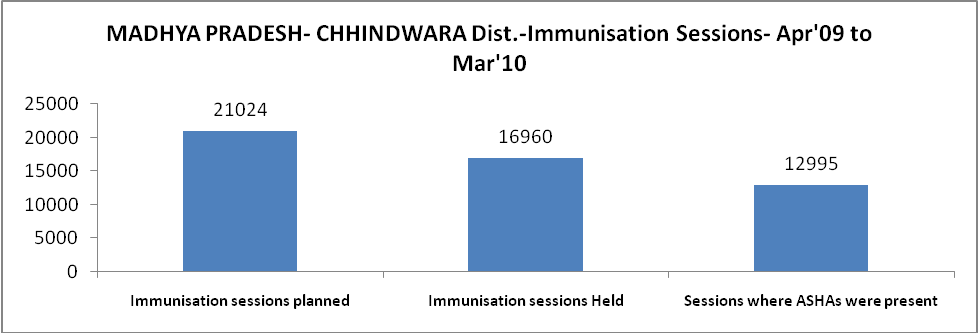 MADHYA PRADESH- CHHINDWARA Dist.-Immunisation Sessions- Apr'09 to
Mar'10
25000
20000
15000
10000
5000
0
21024
16960
12995
Immunisation sessions planned
Immunisation sessions Held
Sessions where ASHAs were present